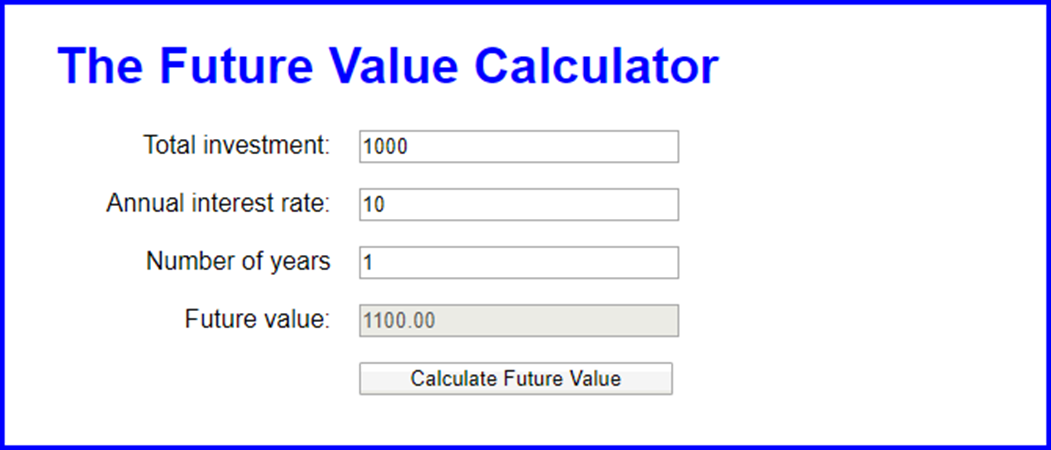 The Future Value Calculator
Total investment: 1000
Annual interest rate: 10
Number of years 1
Future value: 1100.00
Calculate Future Value